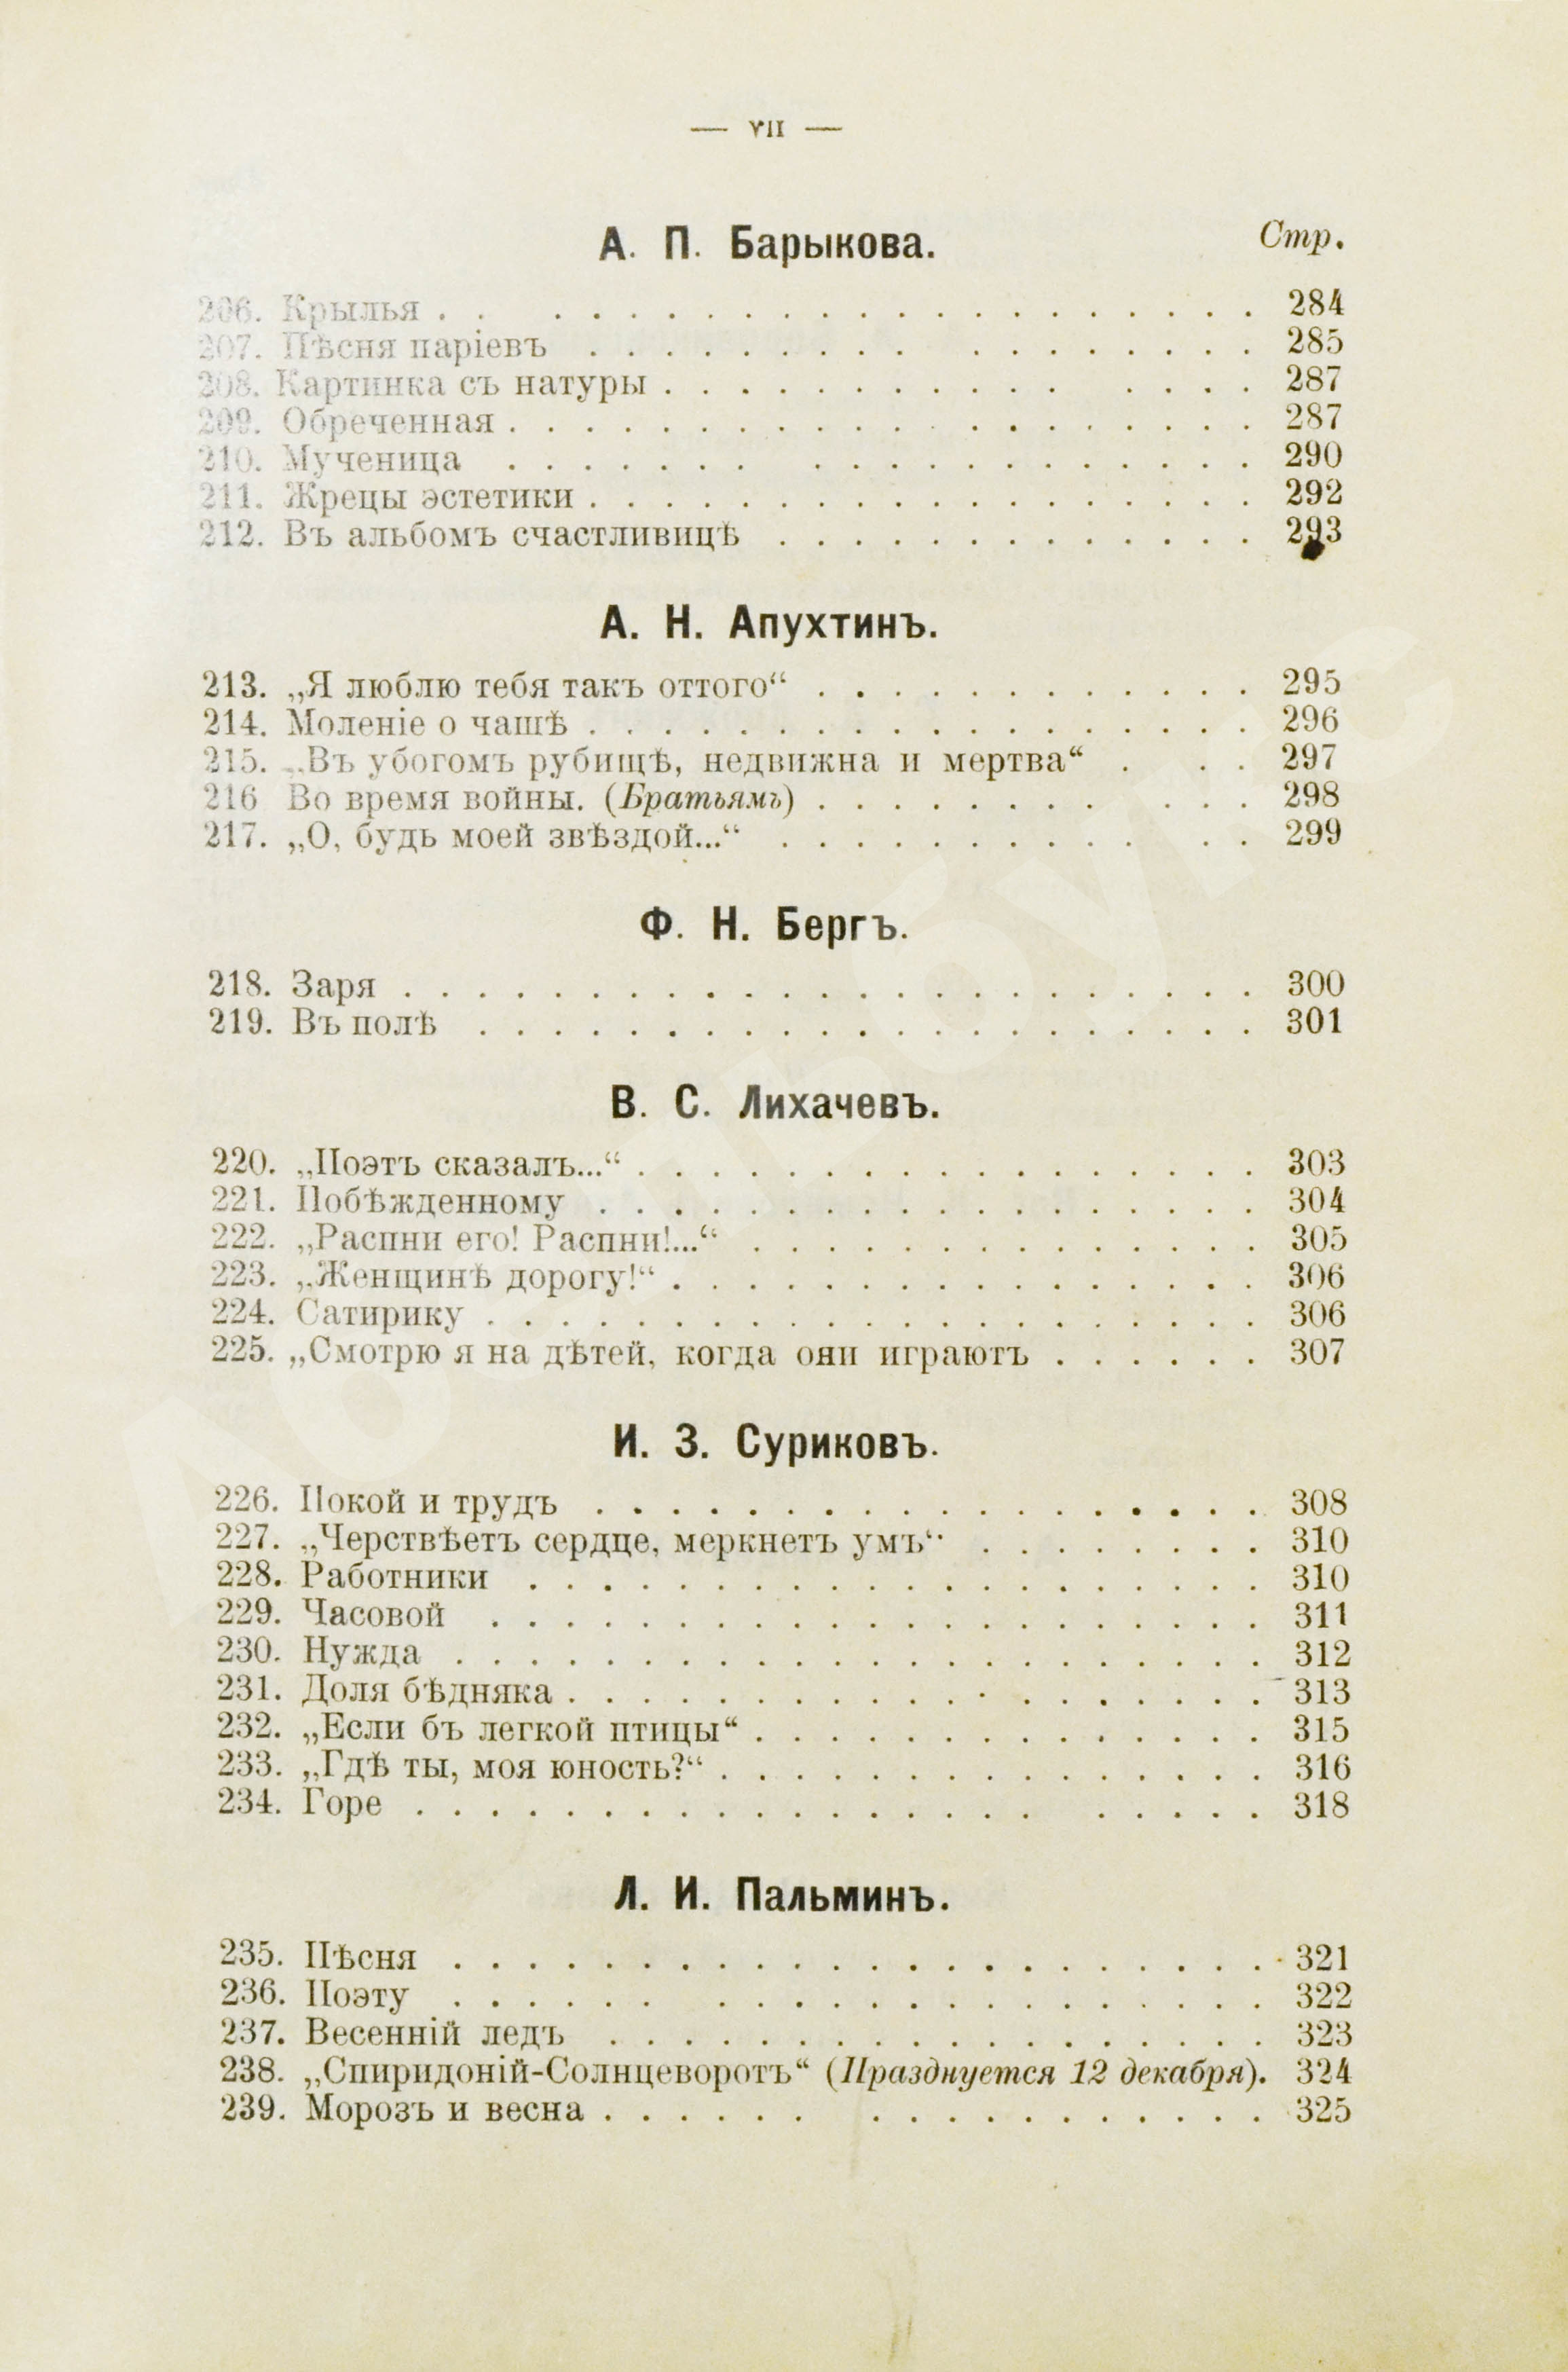 — VII —
А. П. Барыкова. Стр.
206. Крылья . . . . . . . . . . . . . . . . . . . . . 284
207. Пѣсня паріевъ . . . . . . . . . . . . . . . . . 285
208. Картинка съ натуры . . . . . . . . . . . . . . . 287
209. Обреченная . . . . . . . . . . . . . . . . . . . . 287
210. Мученица . . . . . . . . . . . . . . . . . . . 290
211. Жрецы эстетики . . . . . . . . . . . . . . . . . . 292
212. Въ альбомъ счастливицѣ . . . . . . . . . . . . . 293
А. Н. Апухтинъ.
213. „Я люблю тебя такъ оттого“ . . . . . . . . . . . . 295
214. Моленіе о чашѣ . . . . . . . . . . . . . . . . . . 296
215. „Въ убогомъ рубищѣ, недвижна и мертва“ . . . 297
216 Во время войны. (Братьямъ) . . . . . . . . . . . 298
217. „О, будь моей звѣздой...“ . . . . . . . . . . . . 299
Ф. Н. Бергъ.
218. Заря . . . . . . . . . . . . . . . . . . . . . . . 300
219. Въ полѣ . . . . . . . . . . . . . . . . . . . . . 301
В. С. Лихачевъ.
220. „Поэтъ сказалъ...“ . . . . . . . . . . . . . . . . . 303
221. Побѣжденному . . . . . . . . . . . . . . . . . . 304
222. „Распни его! Распни!...“ . . . . . . . . . . . . . . 305
223. „Женщинѣ дорогу!“ . . . . . . . . . . . . . . . . 306
224. Сатирику . . . . . . . . . . . . . . . . . . . . . 306
225. „Смотрю я на дѣтей, когда они играютъ . . . . . . 307
И. З. Суриковъ.
226. Покой и трудъ . . . . . . . . . . . . . . . . . . 308
227. „Черствѣетъ сердце, меркнетъ умъ“ . . . . . . . . 310
228. Работники . . . . . . . . . . . . . . . . . . . . 310
229. Часовой . . . . . . . . . . . . . . . . . . . . . 311
230. Нужда . . . . . . . . . . . . . . . . . . . . . . 312
231. Доля бѣдняка . . . . . . . . . . . . . . . . . . . 313
232. „Если бъ легкой птицы“ . . . . . . . . . . . . . . 315
233. „Гдѣ ты, моя юность?“ . . . . . . . . . . . . . . . 316
234. Горе . . . . . . . . . . . . . . . . . . . . . . 318
Л. И. Пальминъ.
235. Пѣсня . . . . . . . . . . . . . . . . . . . . . . 321
236. Поэту . . . . . . . . . . . . . . . . . . . . . 322
237. Весенній ледъ . . . . . . . . . . . . . . . . . . 323
238. „Спиридоній-Солнцеворотъ“ (Празднуется 12 декабря). 324
239. Морозъ и весна . . . . . . . . . . . . . . . . . 325